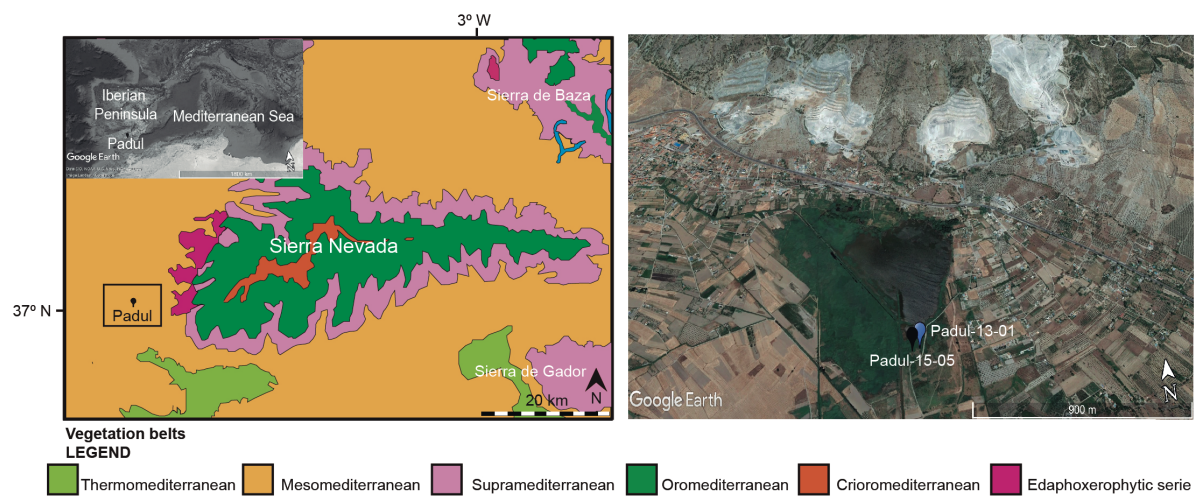 3º W
Iberian
Peninsula
Mediterranean Sea
Padul
Google Earth
1000 km
Sierra de Baza
Sierra Nevada
37º N
Padul
Sierra de Gador
N
20 km
Padul-13-01
Padul-15-05
Google Earth
N
900 m
Vegetation belts
LEGEND
Thermomediterranean
Mesomediterranean
Supramediterranean
Oromediterranean
Crioromediterranean
Edaphoxerophytic serie